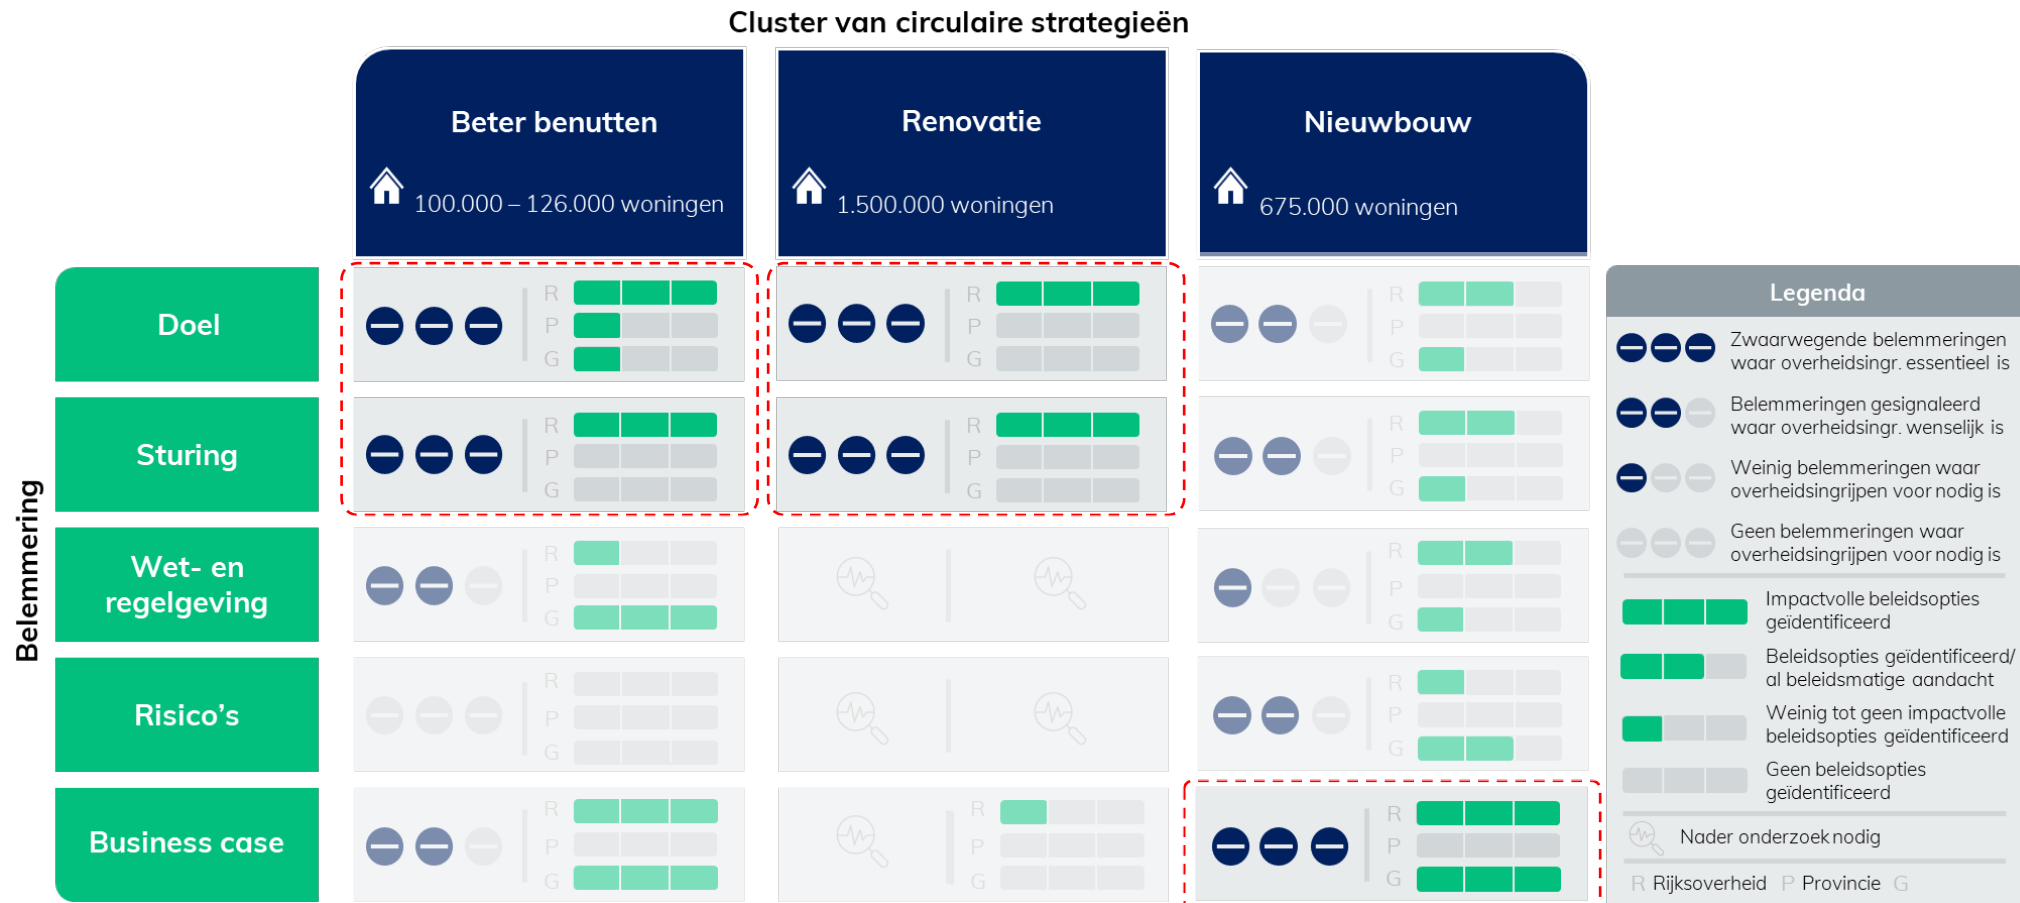 Cluster van circulaire strategieën
Beter benutten
100.000 – 126.000 woningen
Renovatie
1.500.000 woningen
Nieuwbouw
675.000 woningen
Belemmering
Doel
R
P
G
R
P
G
R
P
G
Sturing
R
P
G
R
P
G
R
P
G
Wet- en
regelgeving
R
P
G
R
P
G
Risico's
R
P
G
R
P
G
Business case
R
P
G
R
P
G
R
P
G
Legenda
Zwaarwegende belemmeringen
waar overheidsingr. essentieel is
Belemmeringen gesignaleerd
waar overheidsingr. wenselijk is
Weinig belemmeringen waar
overheidsingrijpen voor nodig is
Geen belemmeringen waar
overheidsingrijpen voor nodig is
Impactvolle beleidsopties
geïdentificeerd
Beleidsopties geïdentificeerd/
al beleidsmatige aandacht
Weinig tot geen impactvolle
beleidsopties geïdentificeerd
Geen beleidsopties
geïdentificeerd
Nader onderzoek nodig
R Rijksoverheid P Provincie G